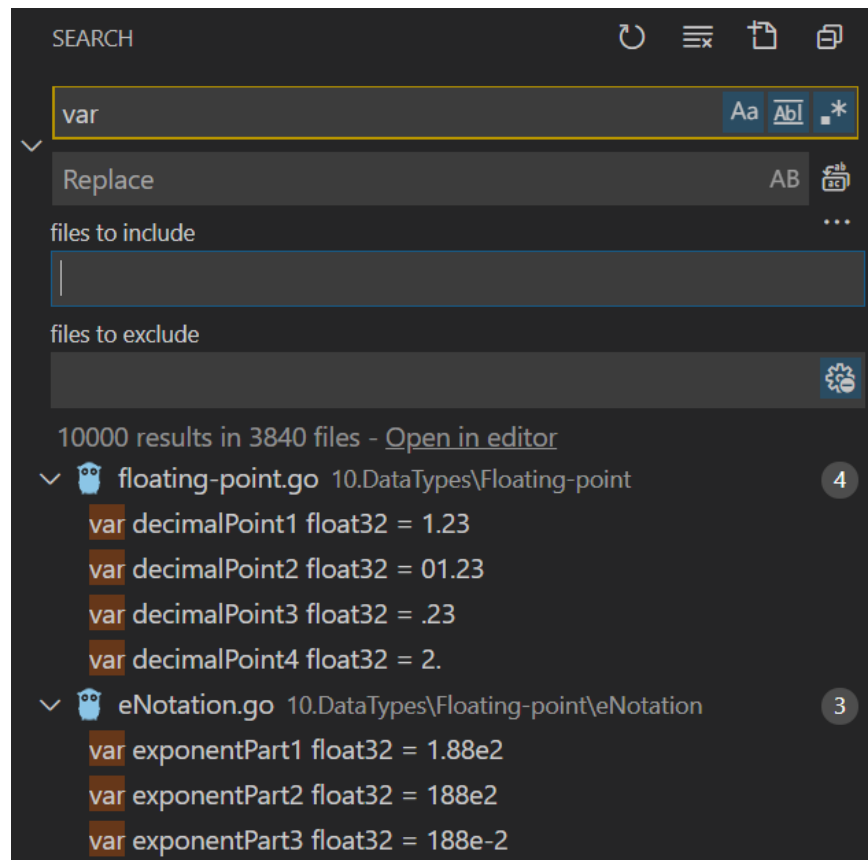 SEARCH
var Aa Abl .*
Replace AB
files to include
files to exclude
10000 results in 3840 files - Open in editor
floating-point.go 10.DataTypes\Floating-point 4
var decimalPoint1 float32 = 1.23
var decimalPoint2 float32 = 01.23
var decimalPoint3 float32 = .23
var decimalPoint4 float32 = 2.
eNotation.go 10.DataTypes\Floating-point\eNotation 3
var exponentPart1 float32 = 1.88e2
var exponentPart2 float32 = 188e2
var exponentPart3 float32 = 188e-2